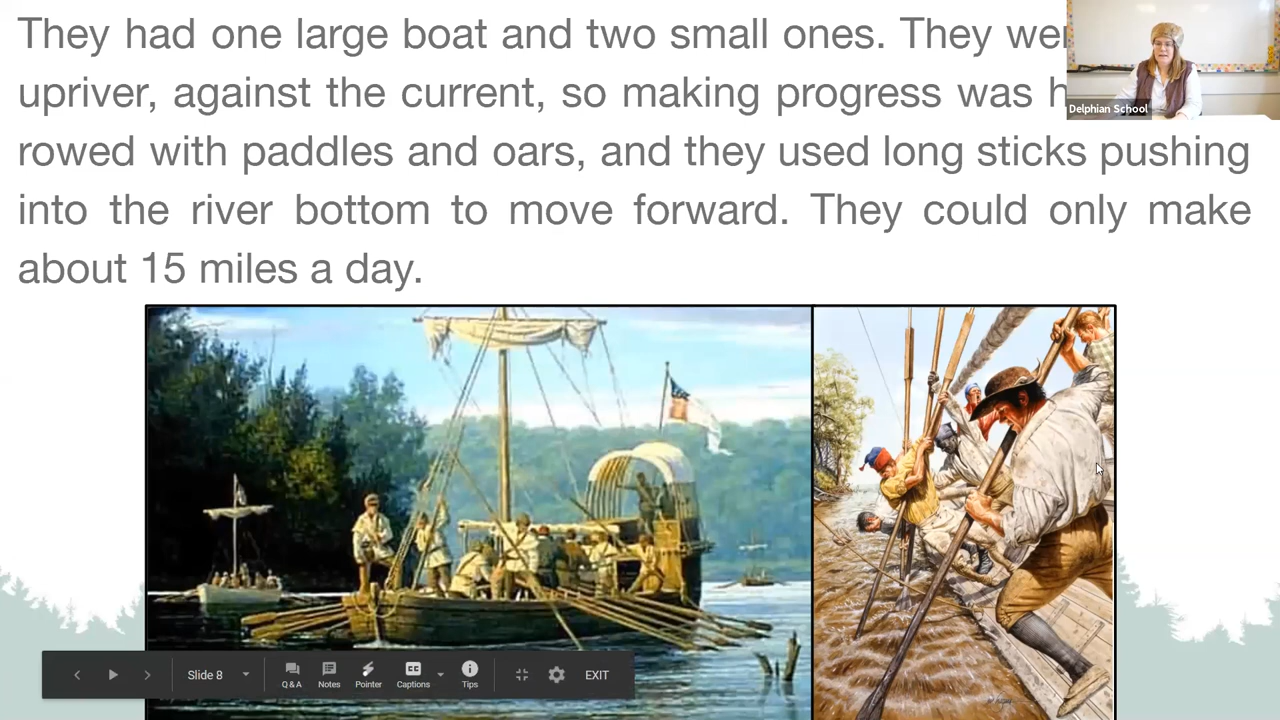 They had one large boat and two small ones. They wer
upriver, against the current, so making progress was h
Delphian School
rowed with paddles and oars, and they used long sticks pushing
into the river bottom to move forward. They could only make
about 15 miles a day.
Slide 8
Q & A
Notes
Pointer
CC
Captions
Tips
EXIT